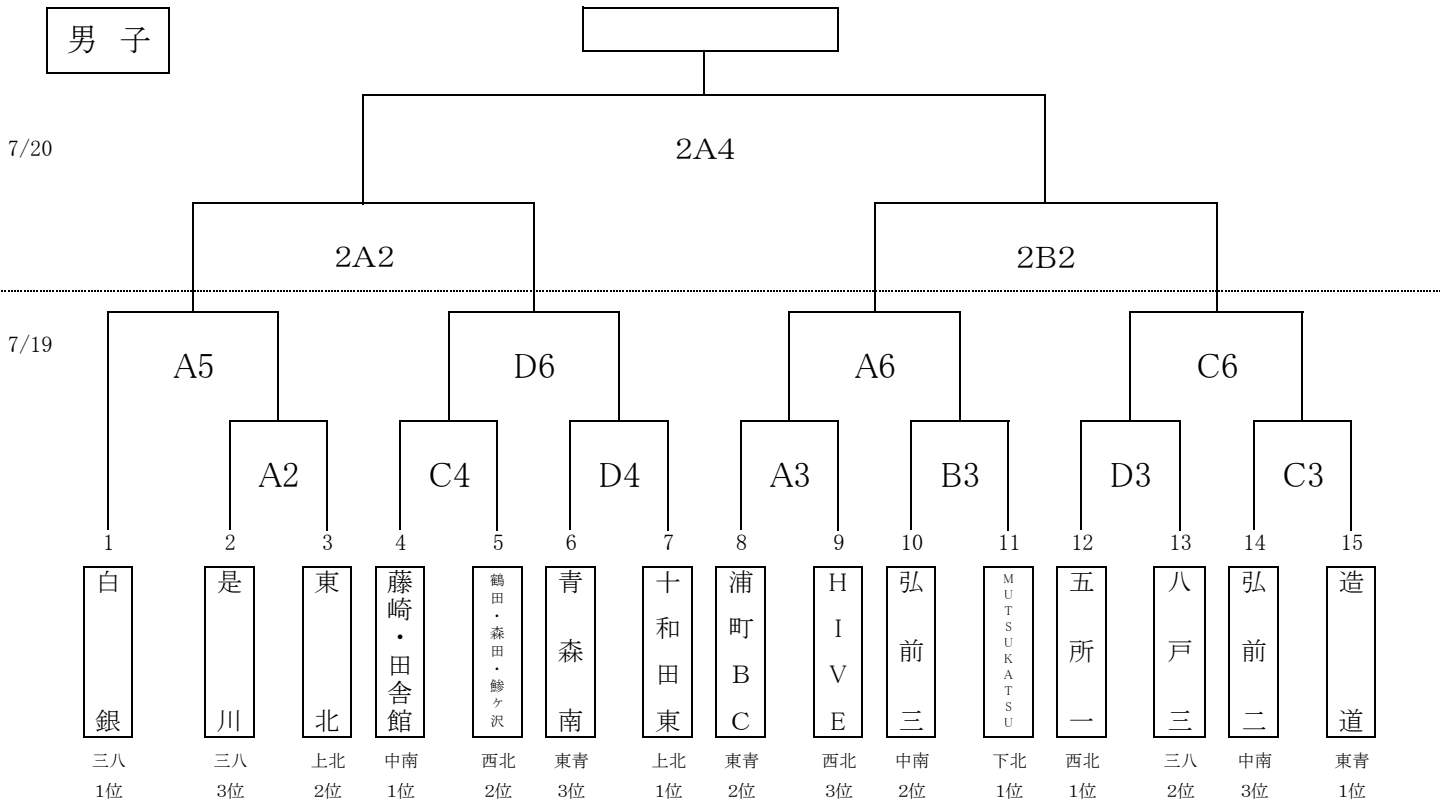 男 子
7/20
2A4
2A2
2B2
7/19
A5
D6
A6
C6
A2
C4
D4
A3
B3
D3
C3
1 2 3 4 5 6 7 8 9 10 11 12 13 14 15
白銀
是川
東北
藤崎・田舎館
鶴田・森田・鰺ヶ沢
青森南
十和田東
浦町BC
HIVE
弘前三
MUTSUKATSU
五所一
八戸三
弘前二
造道
三八 三八 上北 中南 西北 東青 上北 東青 西北 中南 下北 西北 三八 中南 東青
1位 3位 2位 1位 2位 3位 1位 2位 3位 2位 1位 1位 2位 3位 1位